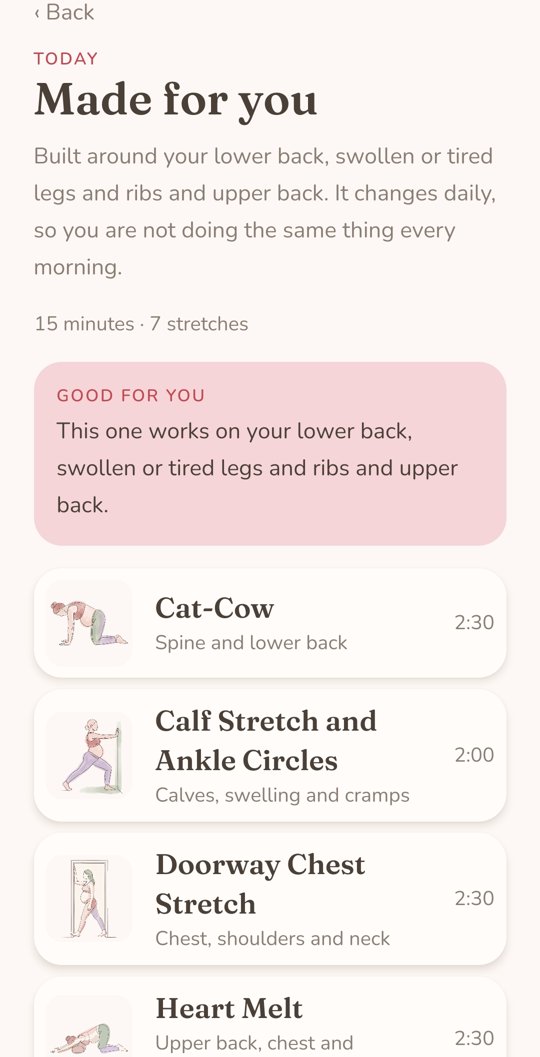 ‹ Back
TODAY
Made for you
Built around your lower back, swollen or tired
legs and ribs and upper back. It changes daily,
so you are not doing the same thing every
morning.
15 minutes · 7 stretches
GOOD FOR YOU
This one works on your lower back,
swollen or tired legs and ribs and upper
back.
Cat-Cow
Spine and lower back
2:30
Calf Stretch and
Ankle Circles
Calves, swelling and cramps
2:00
Doorway Chest
Stretch
Chest, shoulders and neck
2:30
Heart Melt
Upper back, chest and
2:30